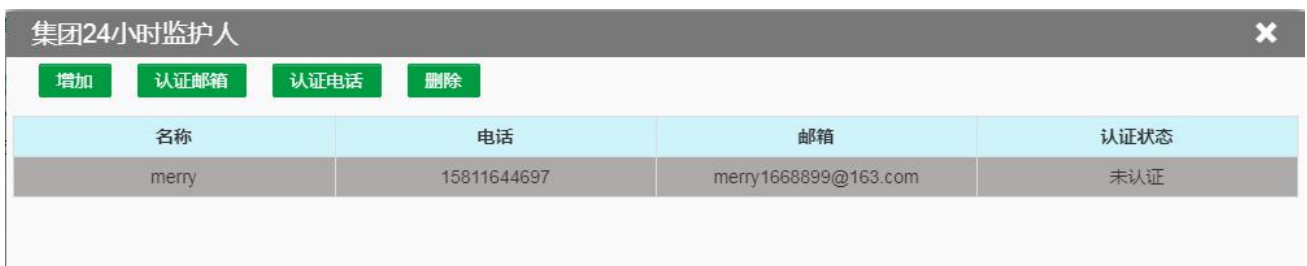 集团24小时监护人
增加 认证邮箱 认证电话 删除
名称 电话 邮箱 认证状态
merry 15811644697 merry1668899@163.com 未认证